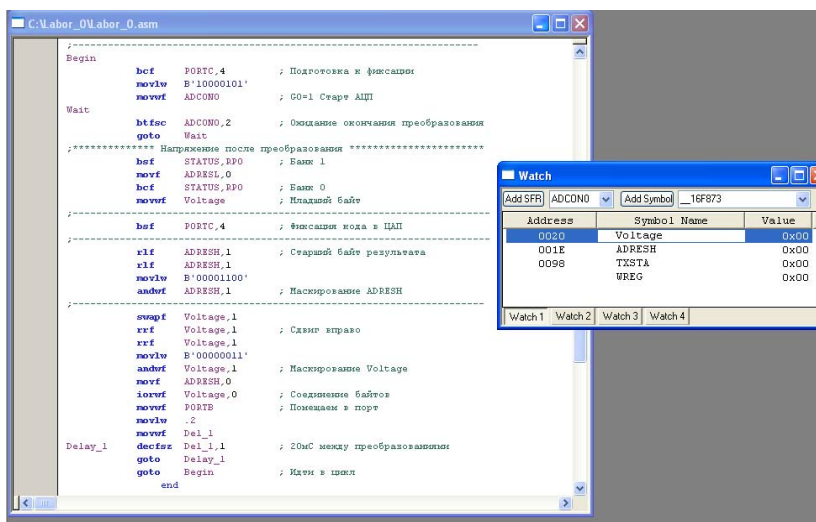 C:\Labor_0\Labor_0.asm
;--------------------------------------------------------------------------
Begin
bcf PORTC,4 ; Подготовка к фиксации
movlw B'10000101'
movwf ADCON0 ; GO=1 Старт АЦП
Wait
btfsc ADCON0,2 ; Ожидание окончания преобразования
goto Wait
;************** Напряжение после преобразования ***********************
bsf STATUS,RP0 ; Банк 1
movf ADRESL,0
bcf STATUS,RP0 ; Банк 0
movwf Voltage ; Младший байт
;--------------------------------------------------------------------------
bsf PORTC,4 ; Фиксация кода в ЦАП
;--------------------------------------------------------------------------
rlf ADRESH,1 ; Старший байт результата
rlf ADRESH,1
movlw B'00001100'
andwf ADRESH,1 ; Маскирование ADRESH
;--------------------------------------------------------------------------
swapf Voltage,1
rrf Voltage,1 ; Сдвиг вправо
rrf Voltage,1
movlw B'00000011'
andwf Voltage,1 ; Маскирование Voltage
movf ADRESH,0
iorwf Voltage,0 ; Соединение байтов
movwf PORTB ; Помещаем в порт
movlw .2
movwf Del_1
Delay_1 decfsz Del_1,1 ; 20мС между преобразованиями
goto Delay_1
goto Begin ; Идти в цикл
end
Watch
Add SFR ADCON0 Add Symbol __16F873
Address Symbol Name Value
0020 Voltage 0x00
001E ADRESH 0x00
0098 TXSTA 0x00
WREG 0x00
Watch 1 Watch 2 Watch 3 Watch 4